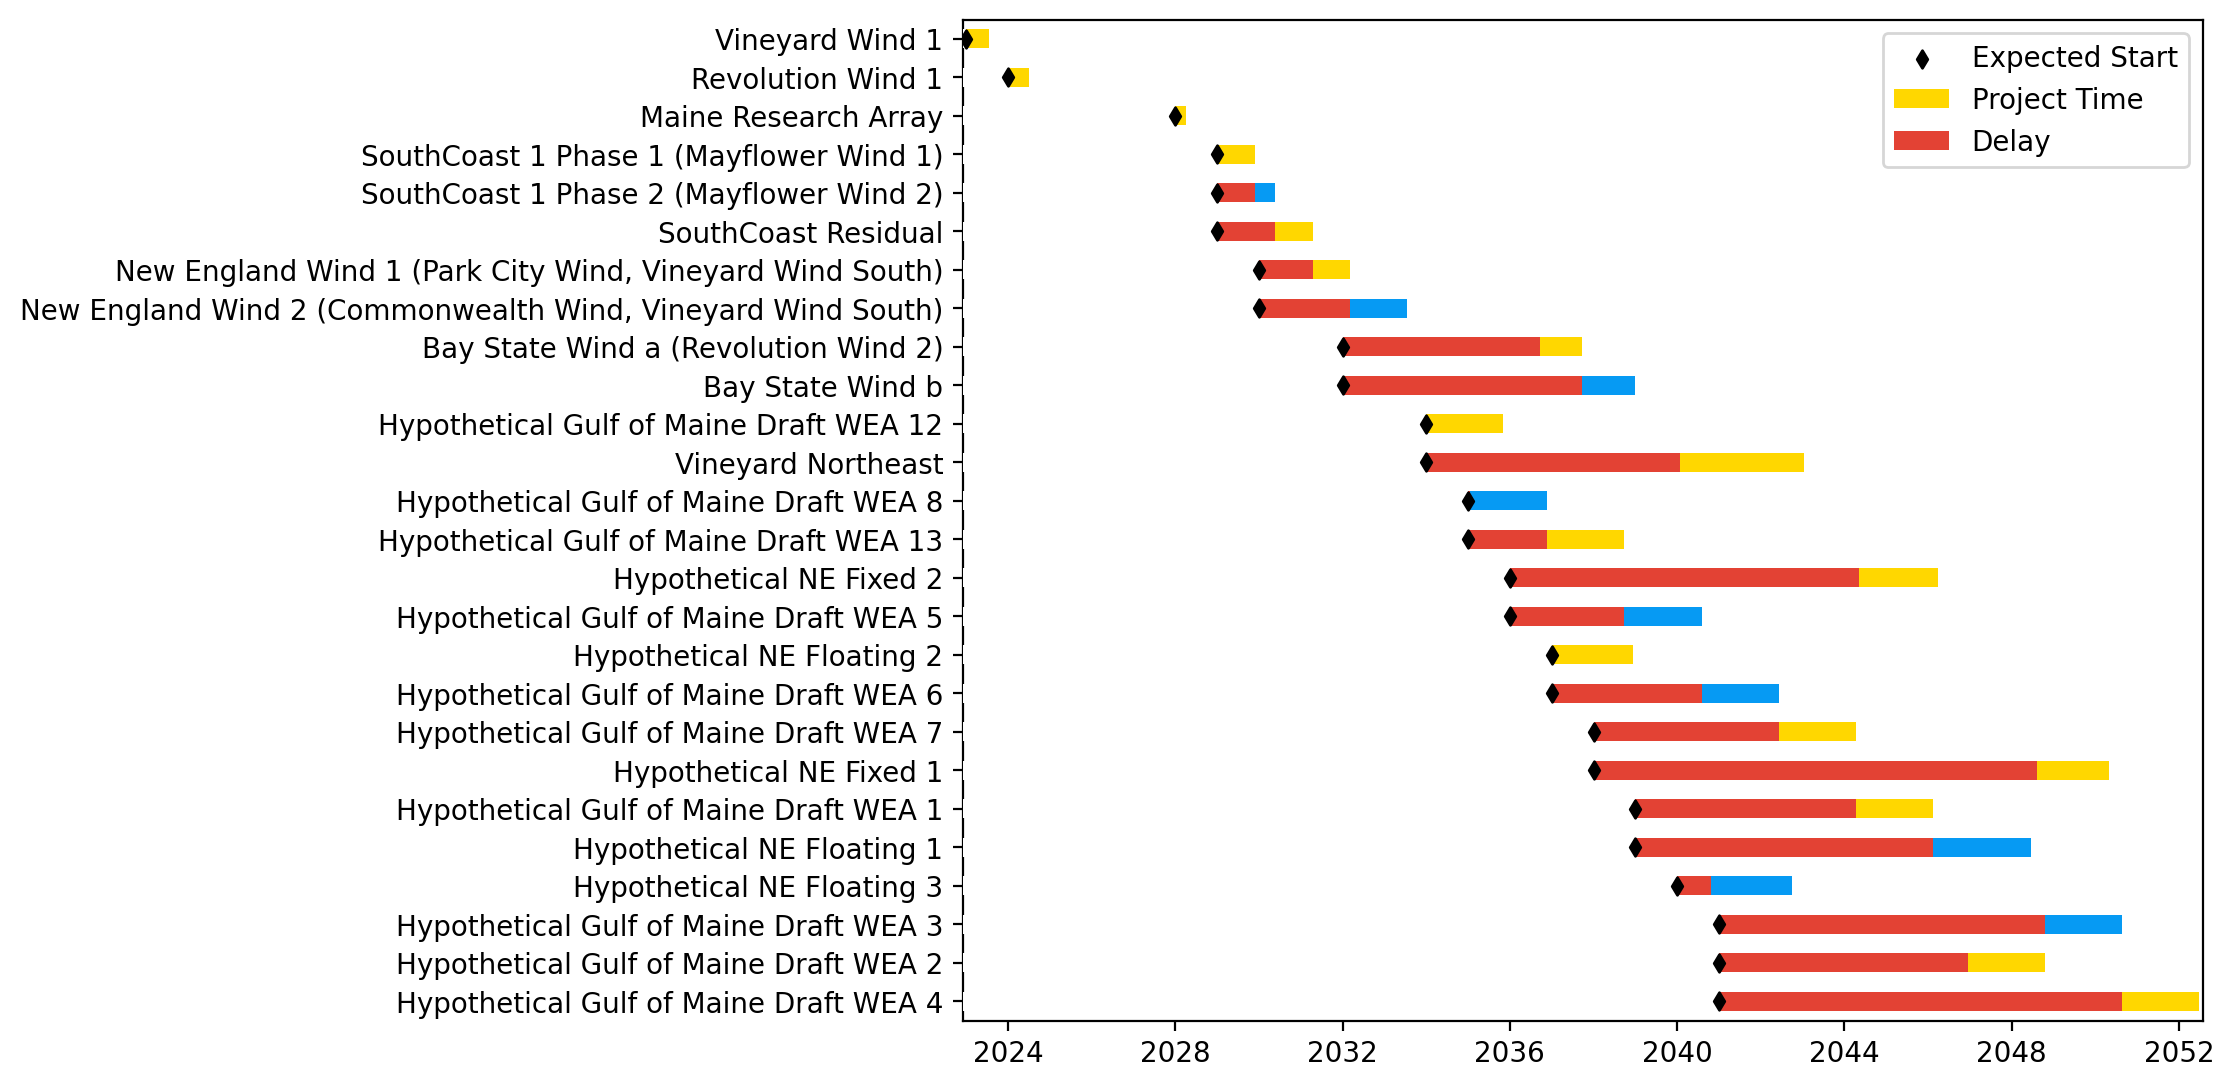 Vineyard Wind 1
Revolution Wind 1
Maine Research Array
SouthCoast 1 Phase 1 (Mayflower Wind 1)
SouthCoast 1 Phase 2 (Mayflower Wind 2)
SouthCoast Residual
New England Wind 1 (Park City Wind, Vineyard Wind South)
New England Wind 2 (Commonwealth Wind, Vineyard Wind South)
Bay State Wind a (Revolution Wind 2)
Bay State Wind b
Hypothetical Gulf of Maine Draft WEA 12
Vineyard Northeast
Hypothetical Gulf of Maine Draft WEA 8
Hypothetical Gulf of Maine Draft WEA 13
Hypothetical NE Fixed 2
Hypothetical Gulf of Maine Draft WEA 5
Hypothetical NE Floating 2
Hypothetical Gulf of Maine Draft WEA 6
Hypothetical Gulf of Maine Draft WEA 7
Hypothetical NE Fixed 1
Hypothetical Gulf of Maine Draft WEA 1
Hypothetical NE Floating 1
Hypothetical NE Floating 3
Hypothetical Gulf of Maine Draft WEA 3
Hypothetical Gulf of Maine Draft WEA 2
Hypothetical Gulf of Maine Draft WEA 4
Expected Start
Project Time
Delay
2024 2028 2032 2036 2040 2044 2048 2052